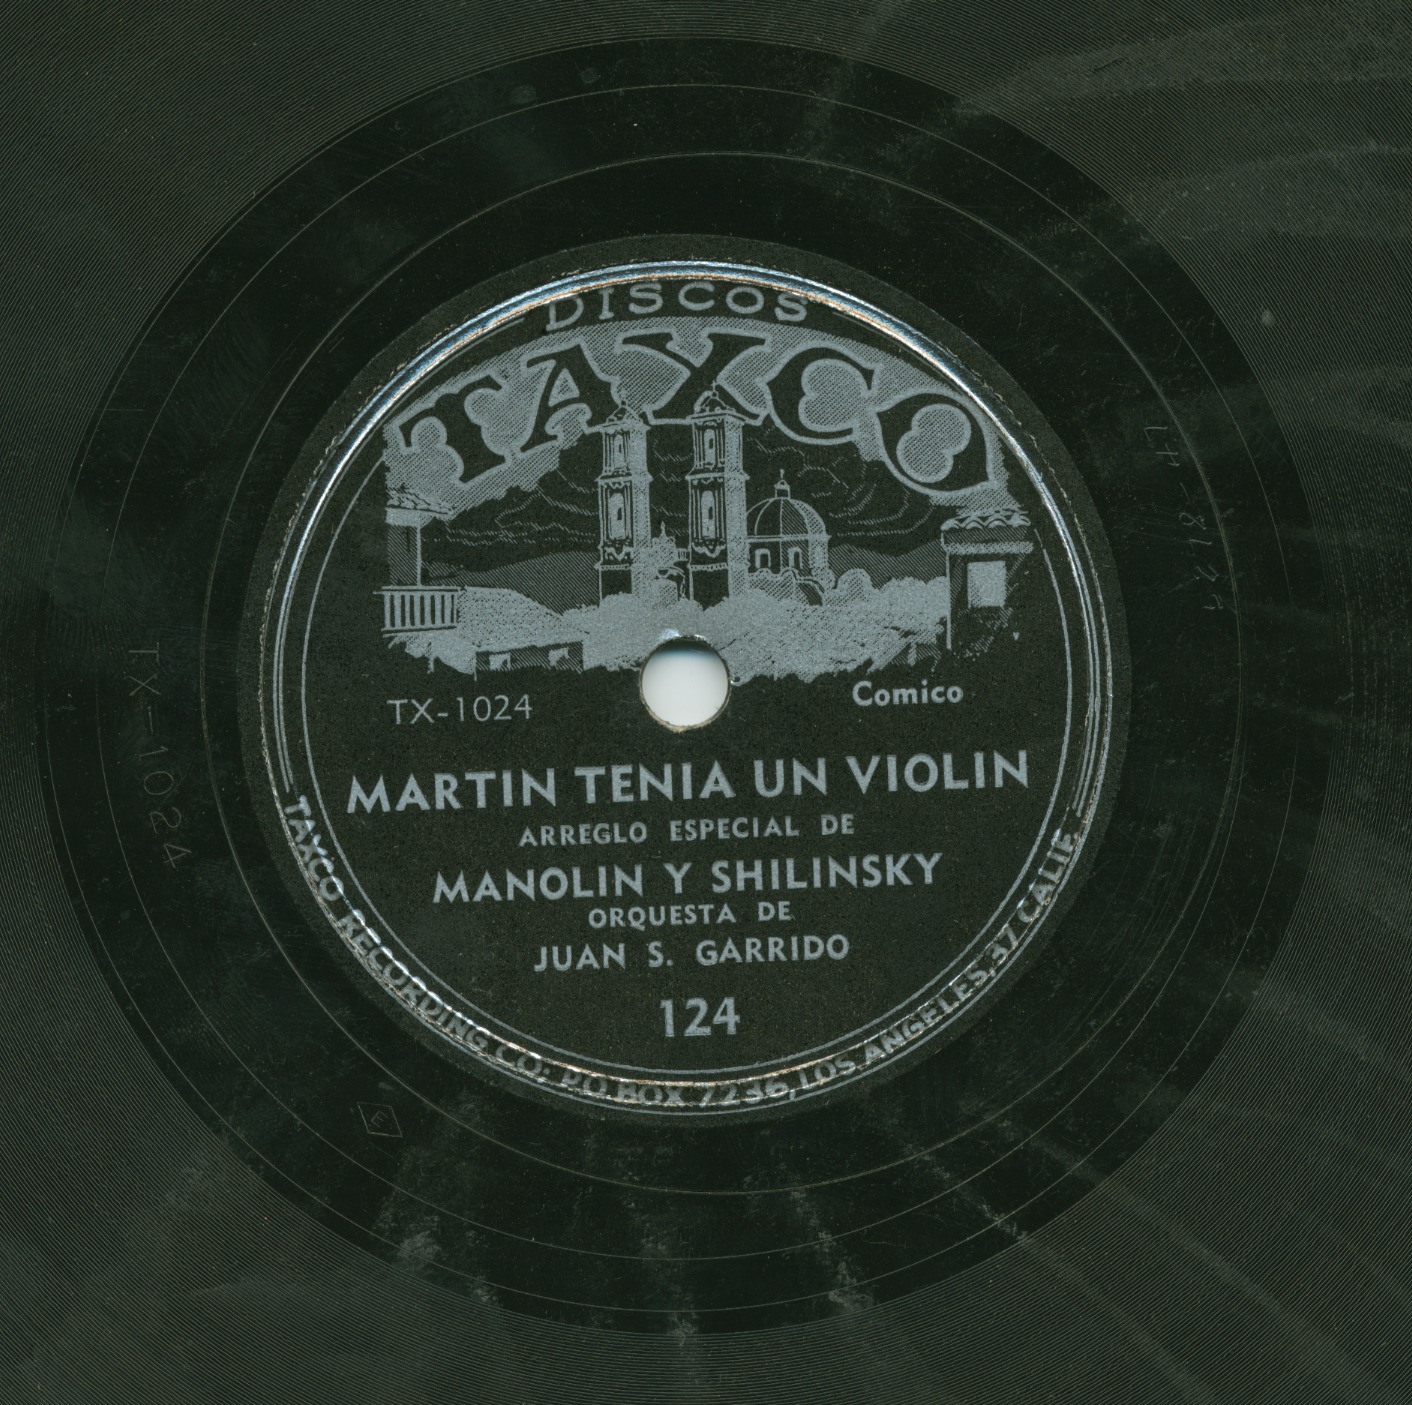 DISCOS
TAXCO
TX-1024
Comico
MARTIN TENIA UN VIOLIN
ARREGLO ESPECIAL DE
MANOLIN Y SHILINSKY
ORQUESTA DE
JUAN S. GARRIDO
124
TAXCO RECORDING CO; P.O. BOX 7236, LOS ANGELES, 37 CALIF.
TX-1024
E